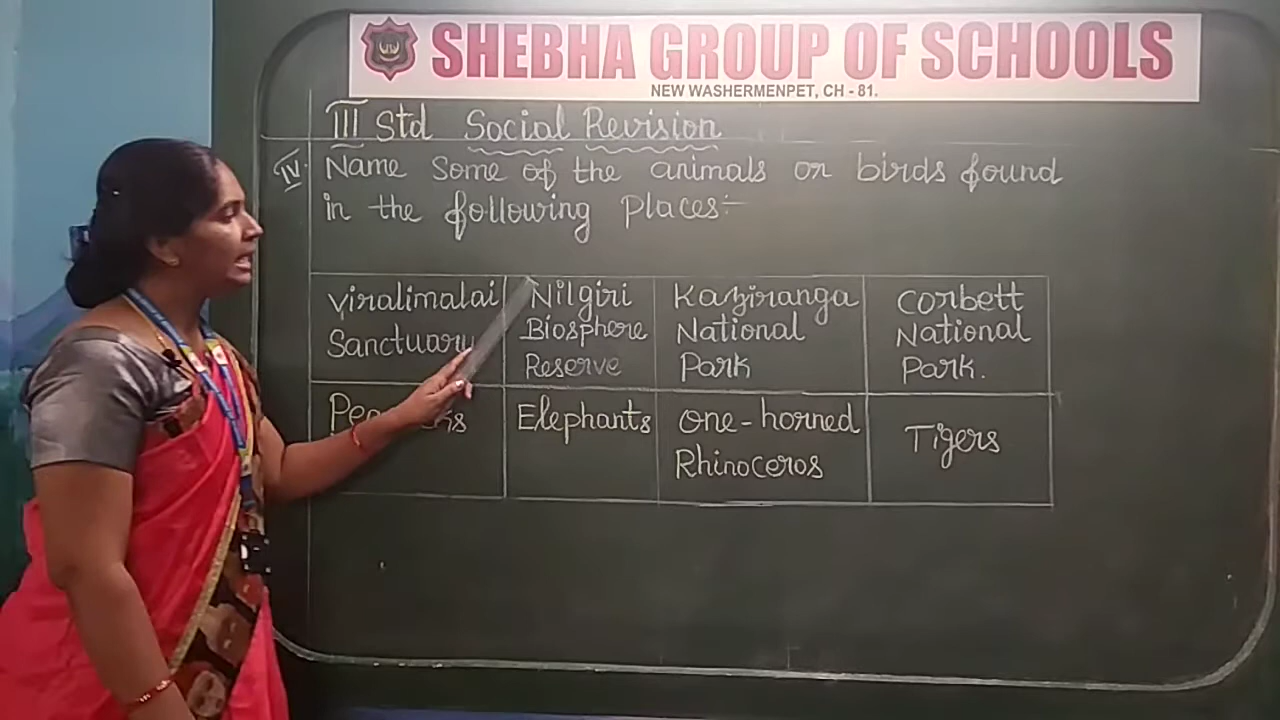 SHEBHA GROUP OF SCHOOLS
NEW WASHERMENPET, CH - 81.
III Std Social Revision
IV. Name Some of the animals or birds found
in the following places:-
Viralimalai Sanctuary
Nilgiri Biosphere Reserve
Kaziranga National Park
Corbett National Park.
Elephants
One-horned Rhinoceros
Tigers